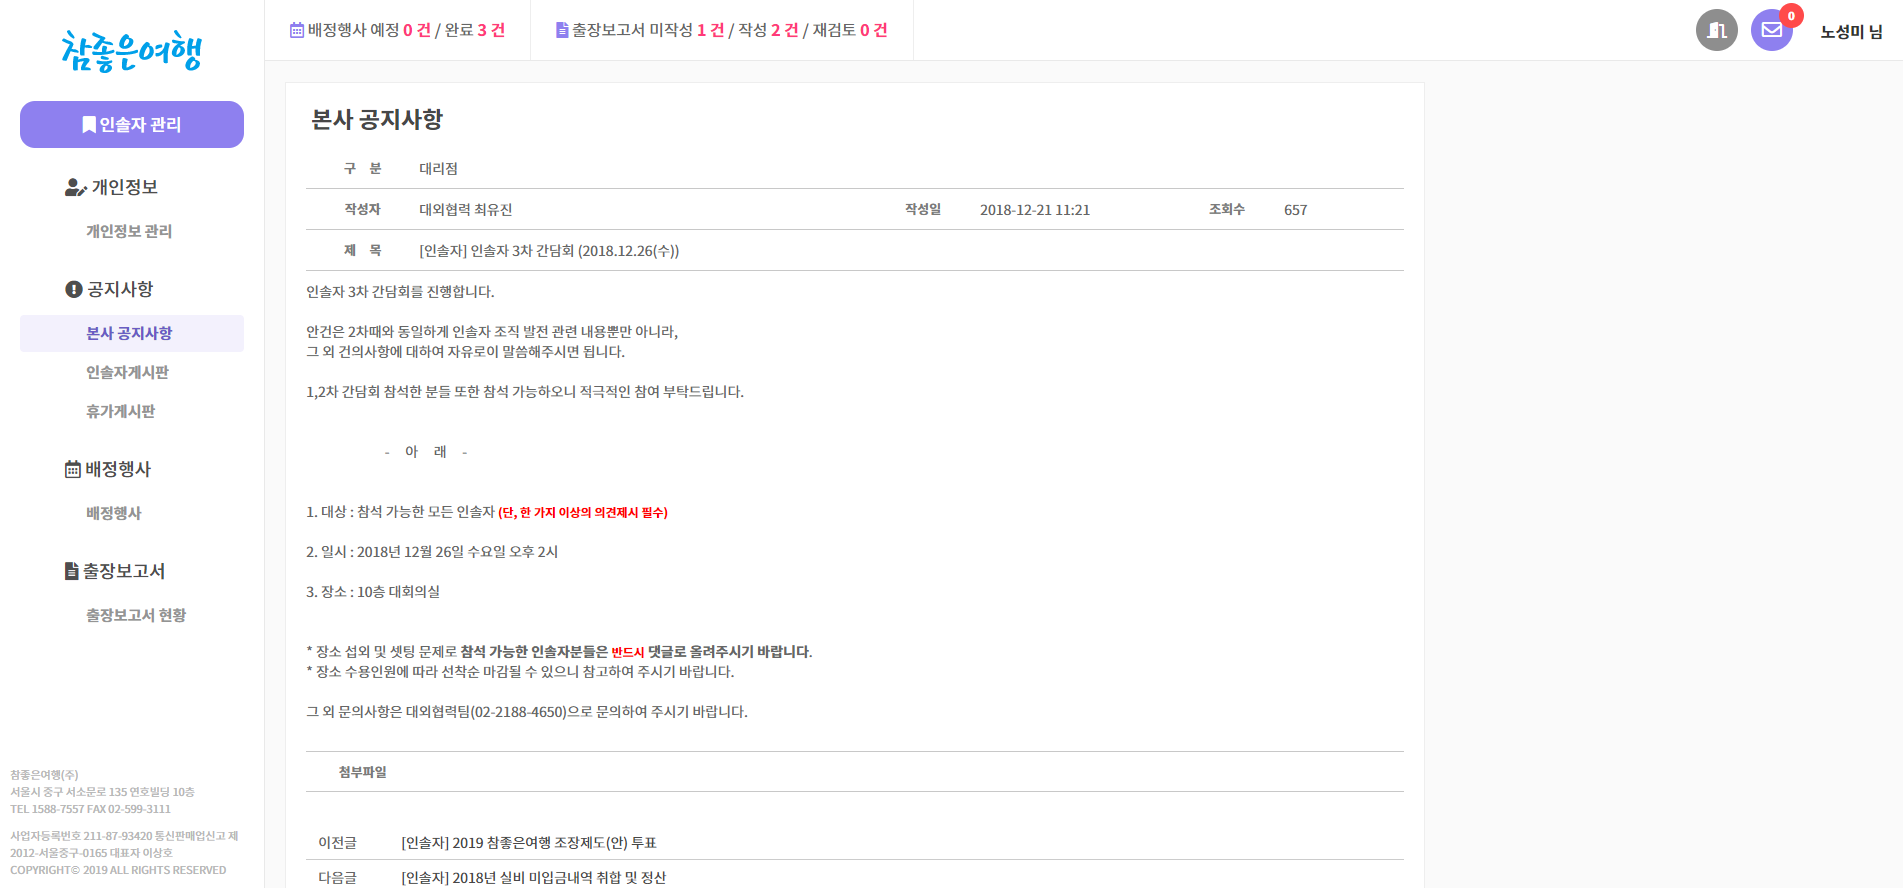 참좋은여행
인솔자 관리
개인정보
개인정보 관리
공지사항
본사 공지사항
인솔자게시판
휴가게시판
배정행사
배정행사
출장보고서
출장보고서 현황
참좋은여행(주)
서울시 중구 서소문로 135 연호빌딩 10층
TEL 1588-7557 FAX 02-599-3111
사업자등록번호 211-87-93420 통신판매업신고 제
2012-서울중구-0165 대표자 이상호
COPYRIGHT© 2019 ALL RIGHTS RESERVED
배정행사 예정 0 건 / 완료 3 건
출장보고서 미작성 1 건 / 작성 2 건 / 재검토 0 건
0
노성미 님
본사 공지사항
구 분 대리점
작성자 대외협력 최유진 작성일 2018-12-21 11:21 조회수 657
제 목 [인솔자] 인솔자 3차 간담회 (2018.12.26(수))
인솔자 3차 간담회를 진행합니다.
안건은 2차때와 동일하게 인솔자 조직 발전 관련 내용뿐만 아니라,
그 외 건의사항에 대하여 자유로이 말씀해주시면 됩니다.
1,2차 간담회 참석한 분들 또한 참석 가능하오니 적극적인 참여 부탁드립니다.
- 아 래 -
1. 대상 : 참석 가능한 모든 인솔자 (단, 한 가지 이상의 의견제시 필수)
2. 일시 : 2018년 12월 26일 수요일 오후 2시
3. 장소 : 10층 대회의실
* 장소 섭외 및 셋팅 문제로 참석 가능한 인솔자분들은 반드시 댓글로 올려주시기 바랍니다.
* 장소 수용인원에 따라 선착순 마감될 수 있으니 참고하여 주시기 바랍니다.
그 외 문의사항은 대외협력팀(02-2188-4650)으로 문의하여 주시기 바랍니다.
첨부파일
이전글 [인솔자] 2019 참좋은여행 조장제도(안) 투표
다음글 [인솔자] 2018년 실비 미입금내역 취합 및 정산